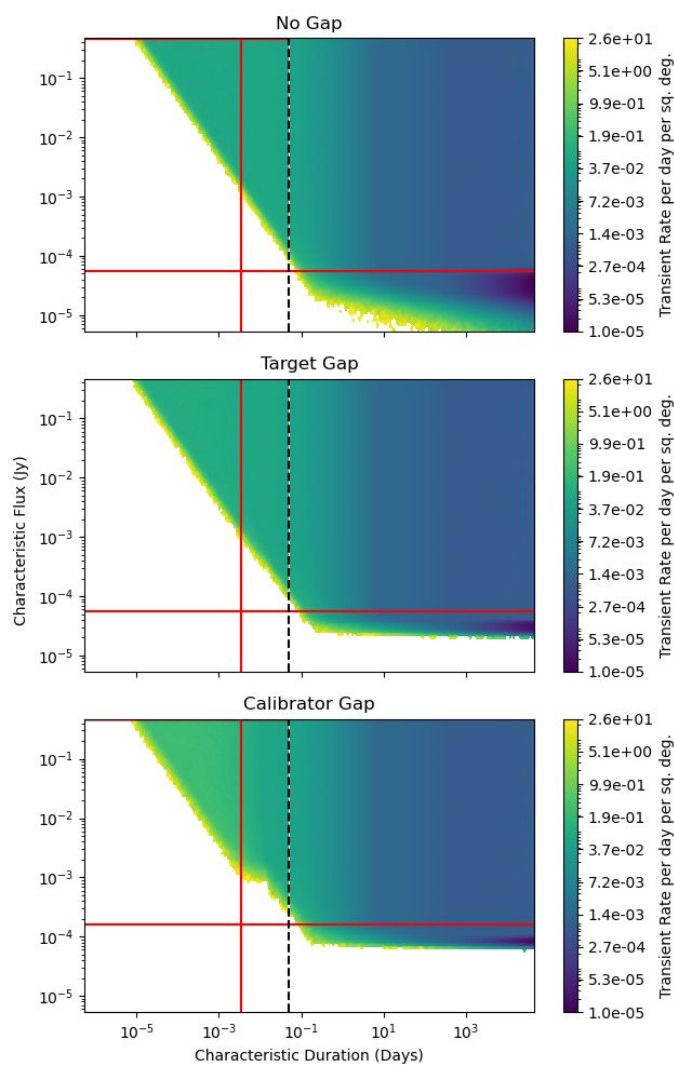 No Gap
10⁻¹
10⁻²
10⁻³
10⁻⁴
10⁻⁵
2.6e+01
5.1e+00
9.9e-01
1.9e-01
3.7e-02
7.2e-03
1.4e-03
2.7e-04
5.3e-05
1.0e-05
Transient Rate per day per sq. deg.
Target Gap
Characteristic Flux (Jy)
10⁻¹
10⁻²
10⁻³
10⁻⁴
10⁻⁵
2.6e+01
5.1e+00
9.9e-01
1.9e-01
3.7e-02
7.2e-03
1.4e-03
2.7e-04
5.3e-05
1.0e-05
Transient Rate per day per sq. deg.
Calibrator Gap
10⁻¹
10⁻²
10⁻³
10⁻⁴
10⁻⁵
2.6e+01
5.1e+00
9.9e-01
1.9e-01
3.7e-02
7.2e-03
1.4e-03
2.7e-04
5.3e-05
1.0e-05
Transient Rate per day per sq. deg.
10⁻⁵ 10⁻³ 10⁻¹ 10¹ 10³
Characteristic Duration (Days)